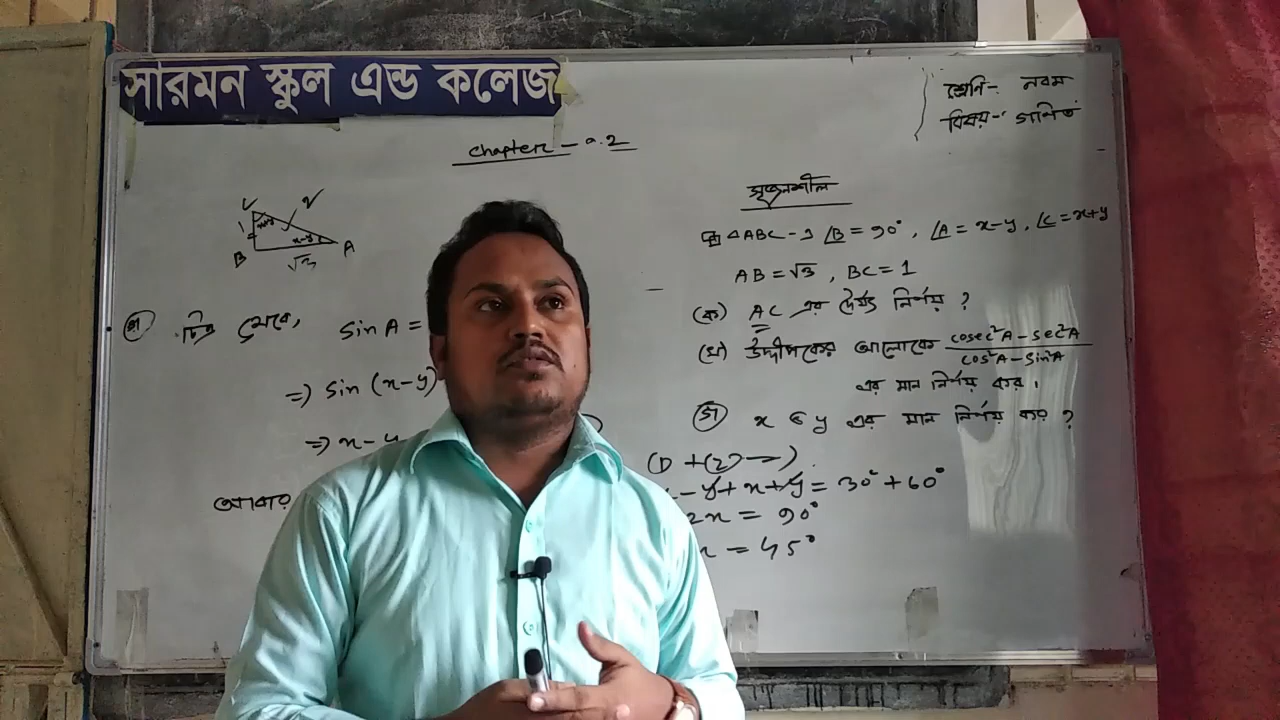 সারমন স্কুল এন্ড কলেজ
শ্রেণি- নবম
বিষয়- গণিত
Chapter - ৯.2
সৃজনশীল
△ABC-এ ∠B = 90°, ∠A = x-y, ∠C = x+y
AB = √3, BC = 1
(ক) AC এর দৈর্ঘ্য নির্ণয় ?
(খ) উদ্দীপকের আলোকে (cosec²A - sec²A)/(cos²A - sin²A)
এর মান নির্ণয় কর।
(গ) x ও y এর মান নির্ণয় কর ?
1
B
√3
A
x-y
(গ) চিত্র থেকে, Sin A =
=> Sin (x-y)
=> x-y
আবার
(1) + (2) =>
x-y+x+y = 30° + 60°
2x = 90°
x = 45°